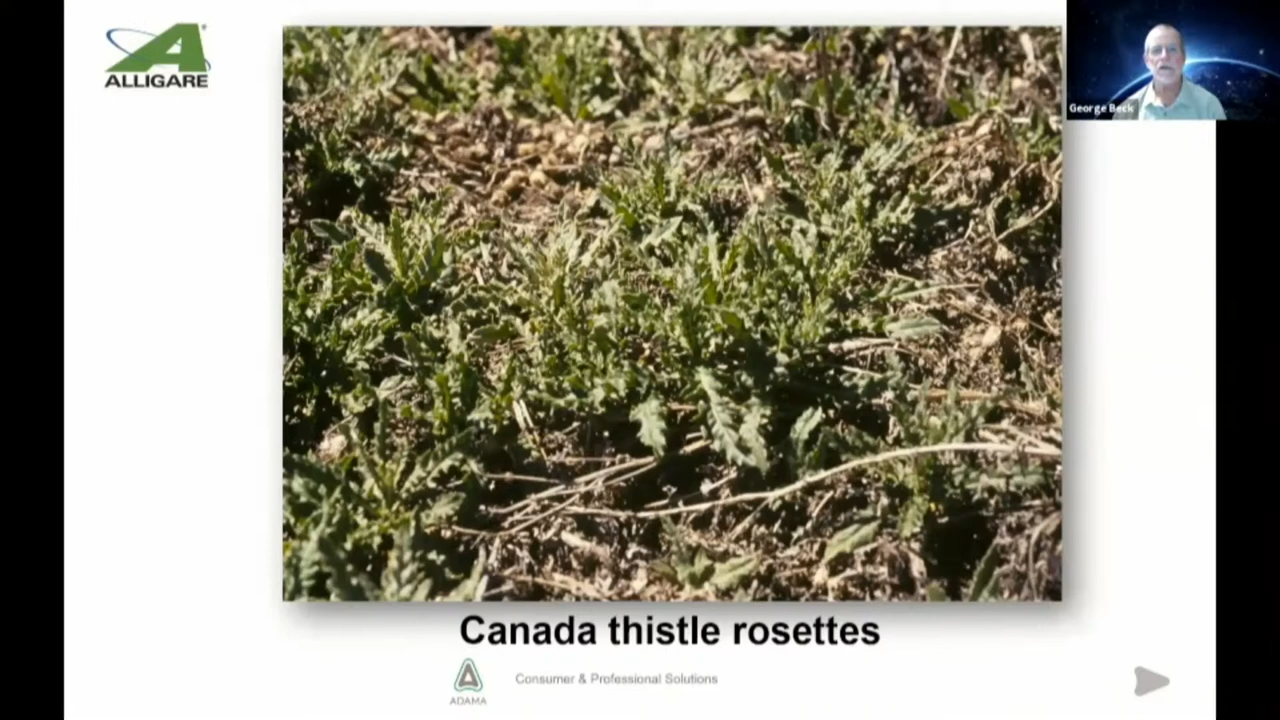 ALLIGARE
George Beck
Canada thistle rosettes
ADAMA
Consumer & Professional Solutions